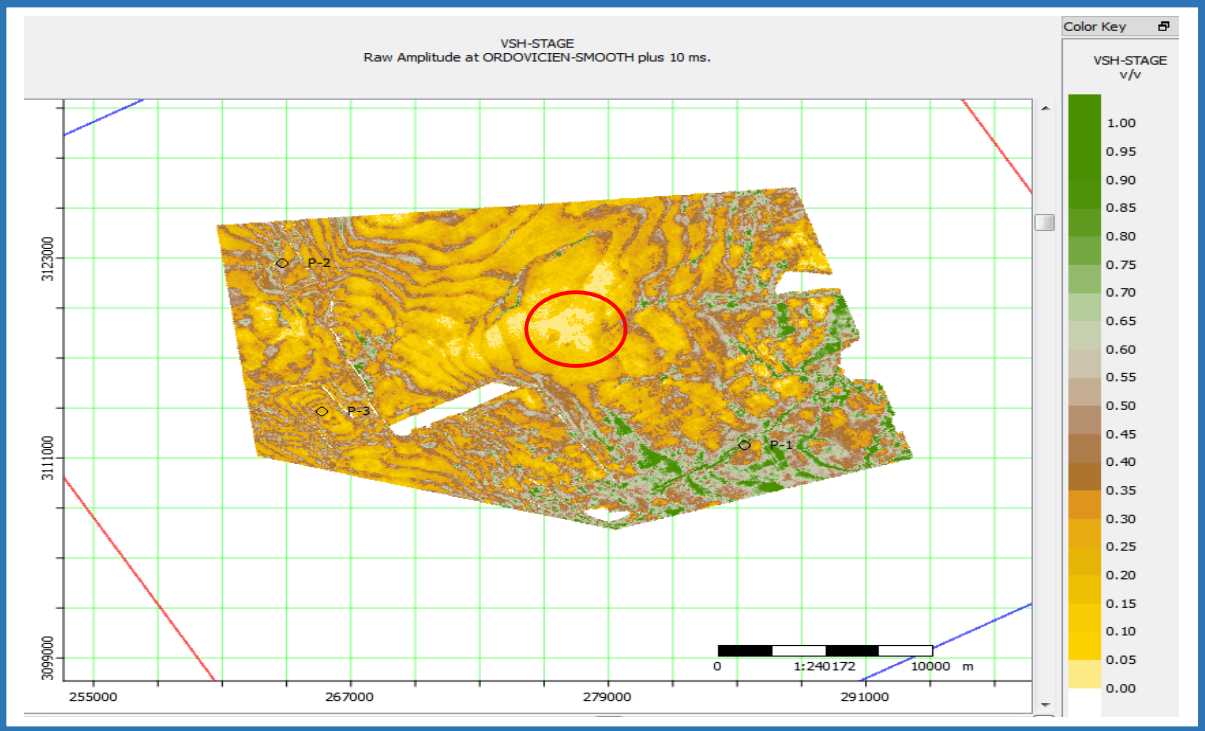 VSH-STAGE
Raw Amplitude at ORDOVICIEN-SMOOTH plus 10 ms.
Color Key
VSH-STAGE
v/v
1.00
0.95
0.90
0.85
0.80
0.75
0.70
0.65
0.60
0.55
0.50
0.45
0.40
0.35
0.30
0.25
0.20
0.15
0.10
0.05
0.00
3123000
3111000
3099000
P-2
P-3
P-1
0 1:240172 10000 m
255000 267000 279000 291000